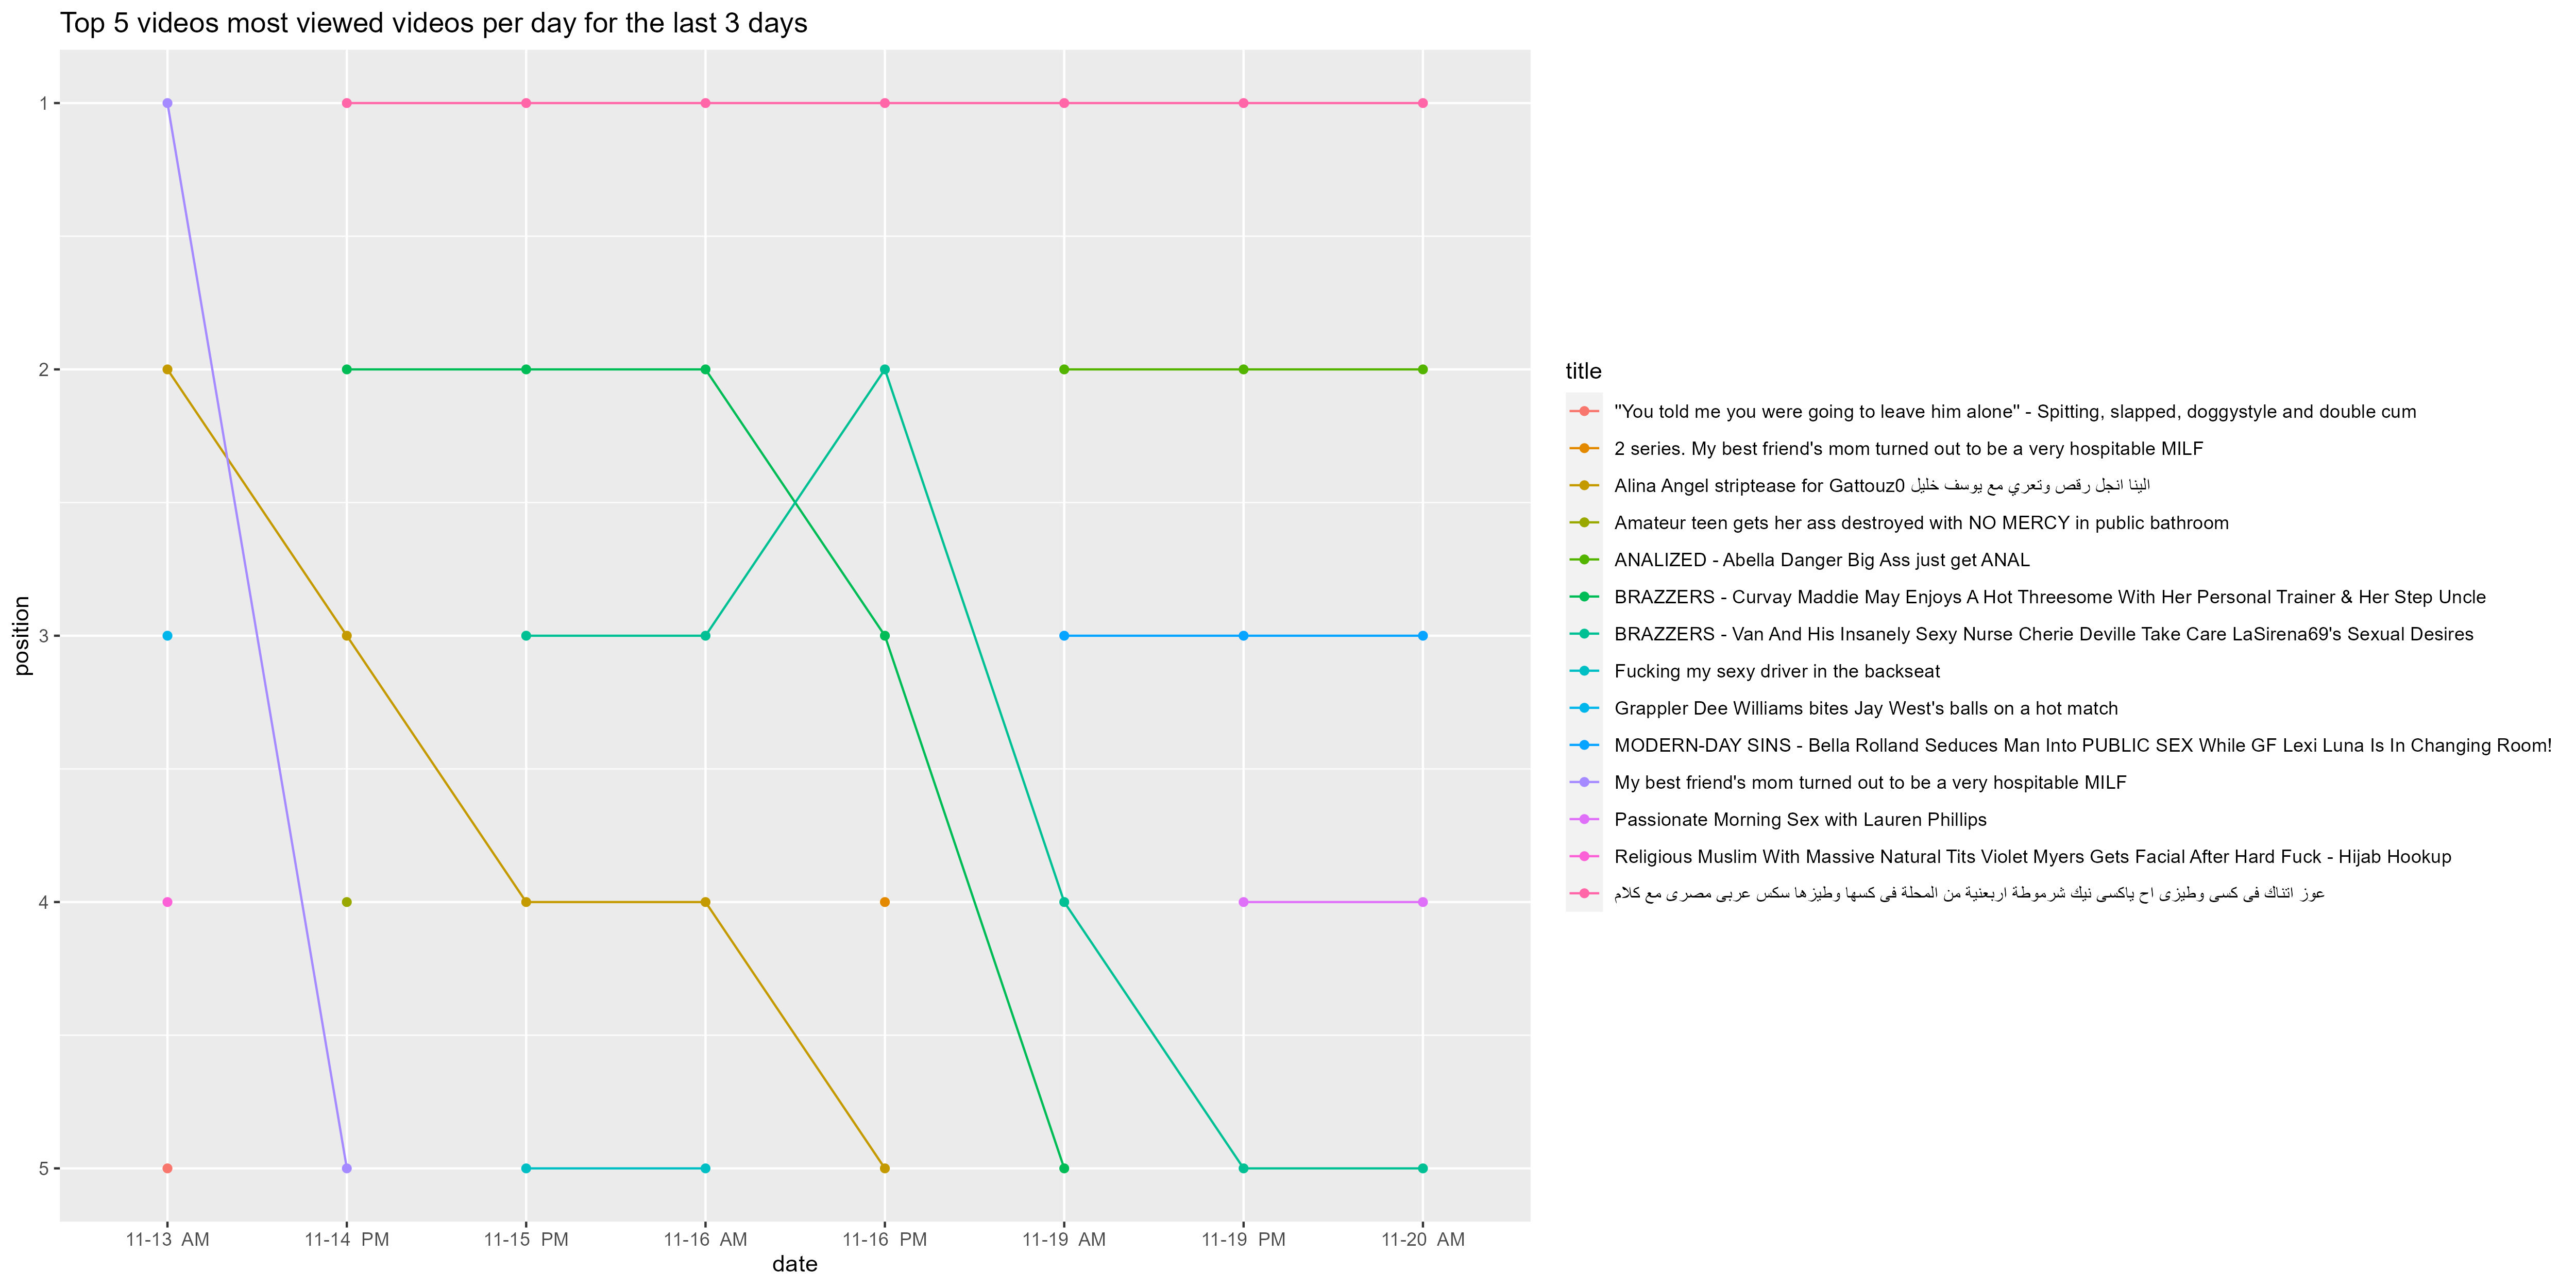 Top 5 videos most viewed videos per day for the last 3 days
position
1
2
3
4
5
11-13 AM
11-14 PM
11-15 PM
11-16 AM
11-16 PM
11-19 AM
11-19 PM
11-20 AM
date
title
"You told me you were going to leave him alone" - Spitting, slapped, doggystyle and double cum
2 series. My best friend's mom turned out to be a very hospitable MILF
Alina Angel striptease for Gattouz0 الينا انجل رقص وتعري مع يوسف خليل
Amateur teen gets her ass destroyed with NO MERCY in public bathroom
ANALIZED - Abella Danger Big Ass just get ANAL
BRAZZERS - Curvay Maddie May Enjoys A Hot Threesome With Her Personal Trainer & Her Step Uncle
BRAZZERS - Van And His Insanely Sexy Nurse Cherie Deville Take Care LaSirena69's Sexual Desires
Fucking my sexy driver in the backseat
Grappler Dee Williams bites Jay West's balls on a hot match
MODERN-DAY SINS - Bella Rolland Seduces Man Into PUBLIC SEX While GF Lexi Luna Is In Changing Room!
My best friend's mom turned out to be a very hospitable MILF
Passionate Morning Sex with Lauren Phillips
Religious Muslim With Massive Natural Tits Violet Myers Gets Facial After Hard Fuck - Hijab Hookup
عوز اتناك فى كسى وطيزى اح ياكسى نيك شرموطة اربعنية من المحلة فى كسها وطيزها سكس عربى مصرى مع كلام